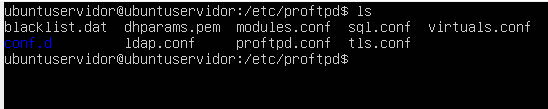 ubuntuservidor@ubuntuservidor:/etc/proftpd$ ls
blacklist.dat  dhparams.pem  modules.conf  sql.conf  virtuals.conf
conf.d         ldap.conf     proftpd.conf  tls.conf
ubuntuservidor@ubuntuservidor:/etc/proftpd$